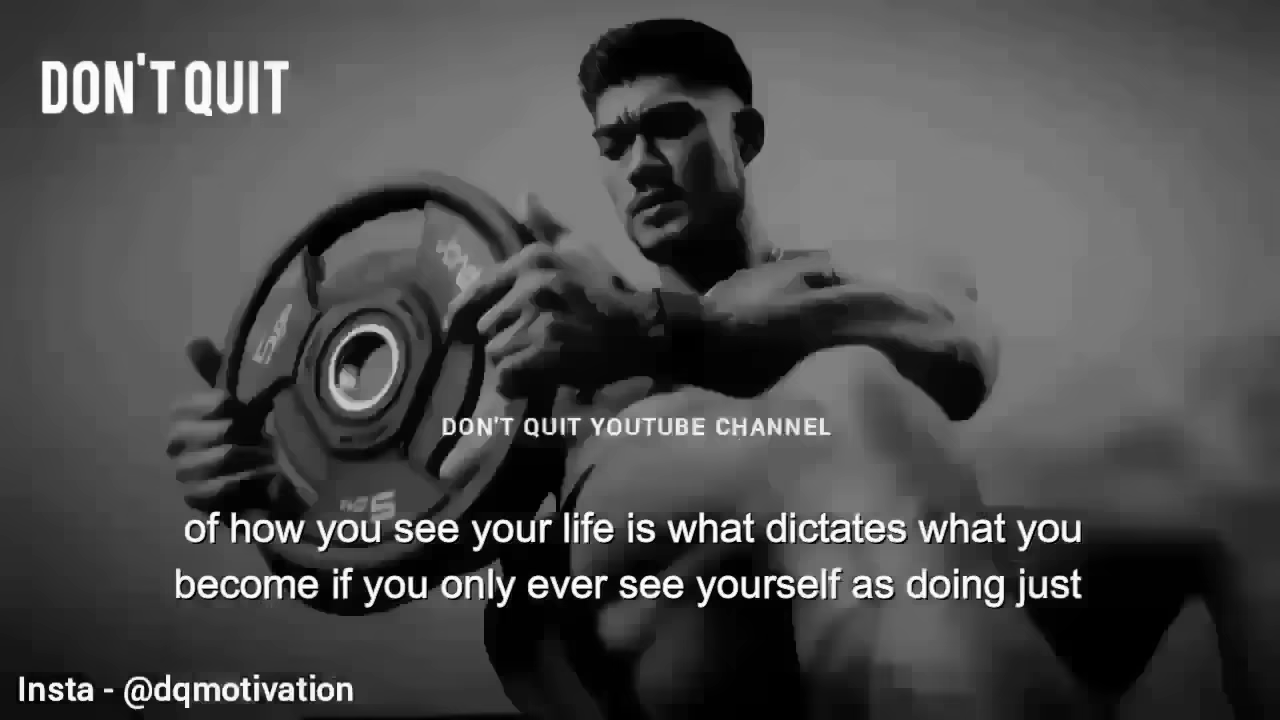 DON'T QUIT
DON'T QUIT YOUTUBE CHANNEL
5
of how you see your life is what dictates what you
become if you only ever see yourself as doing just
Insta - @dqmotivation